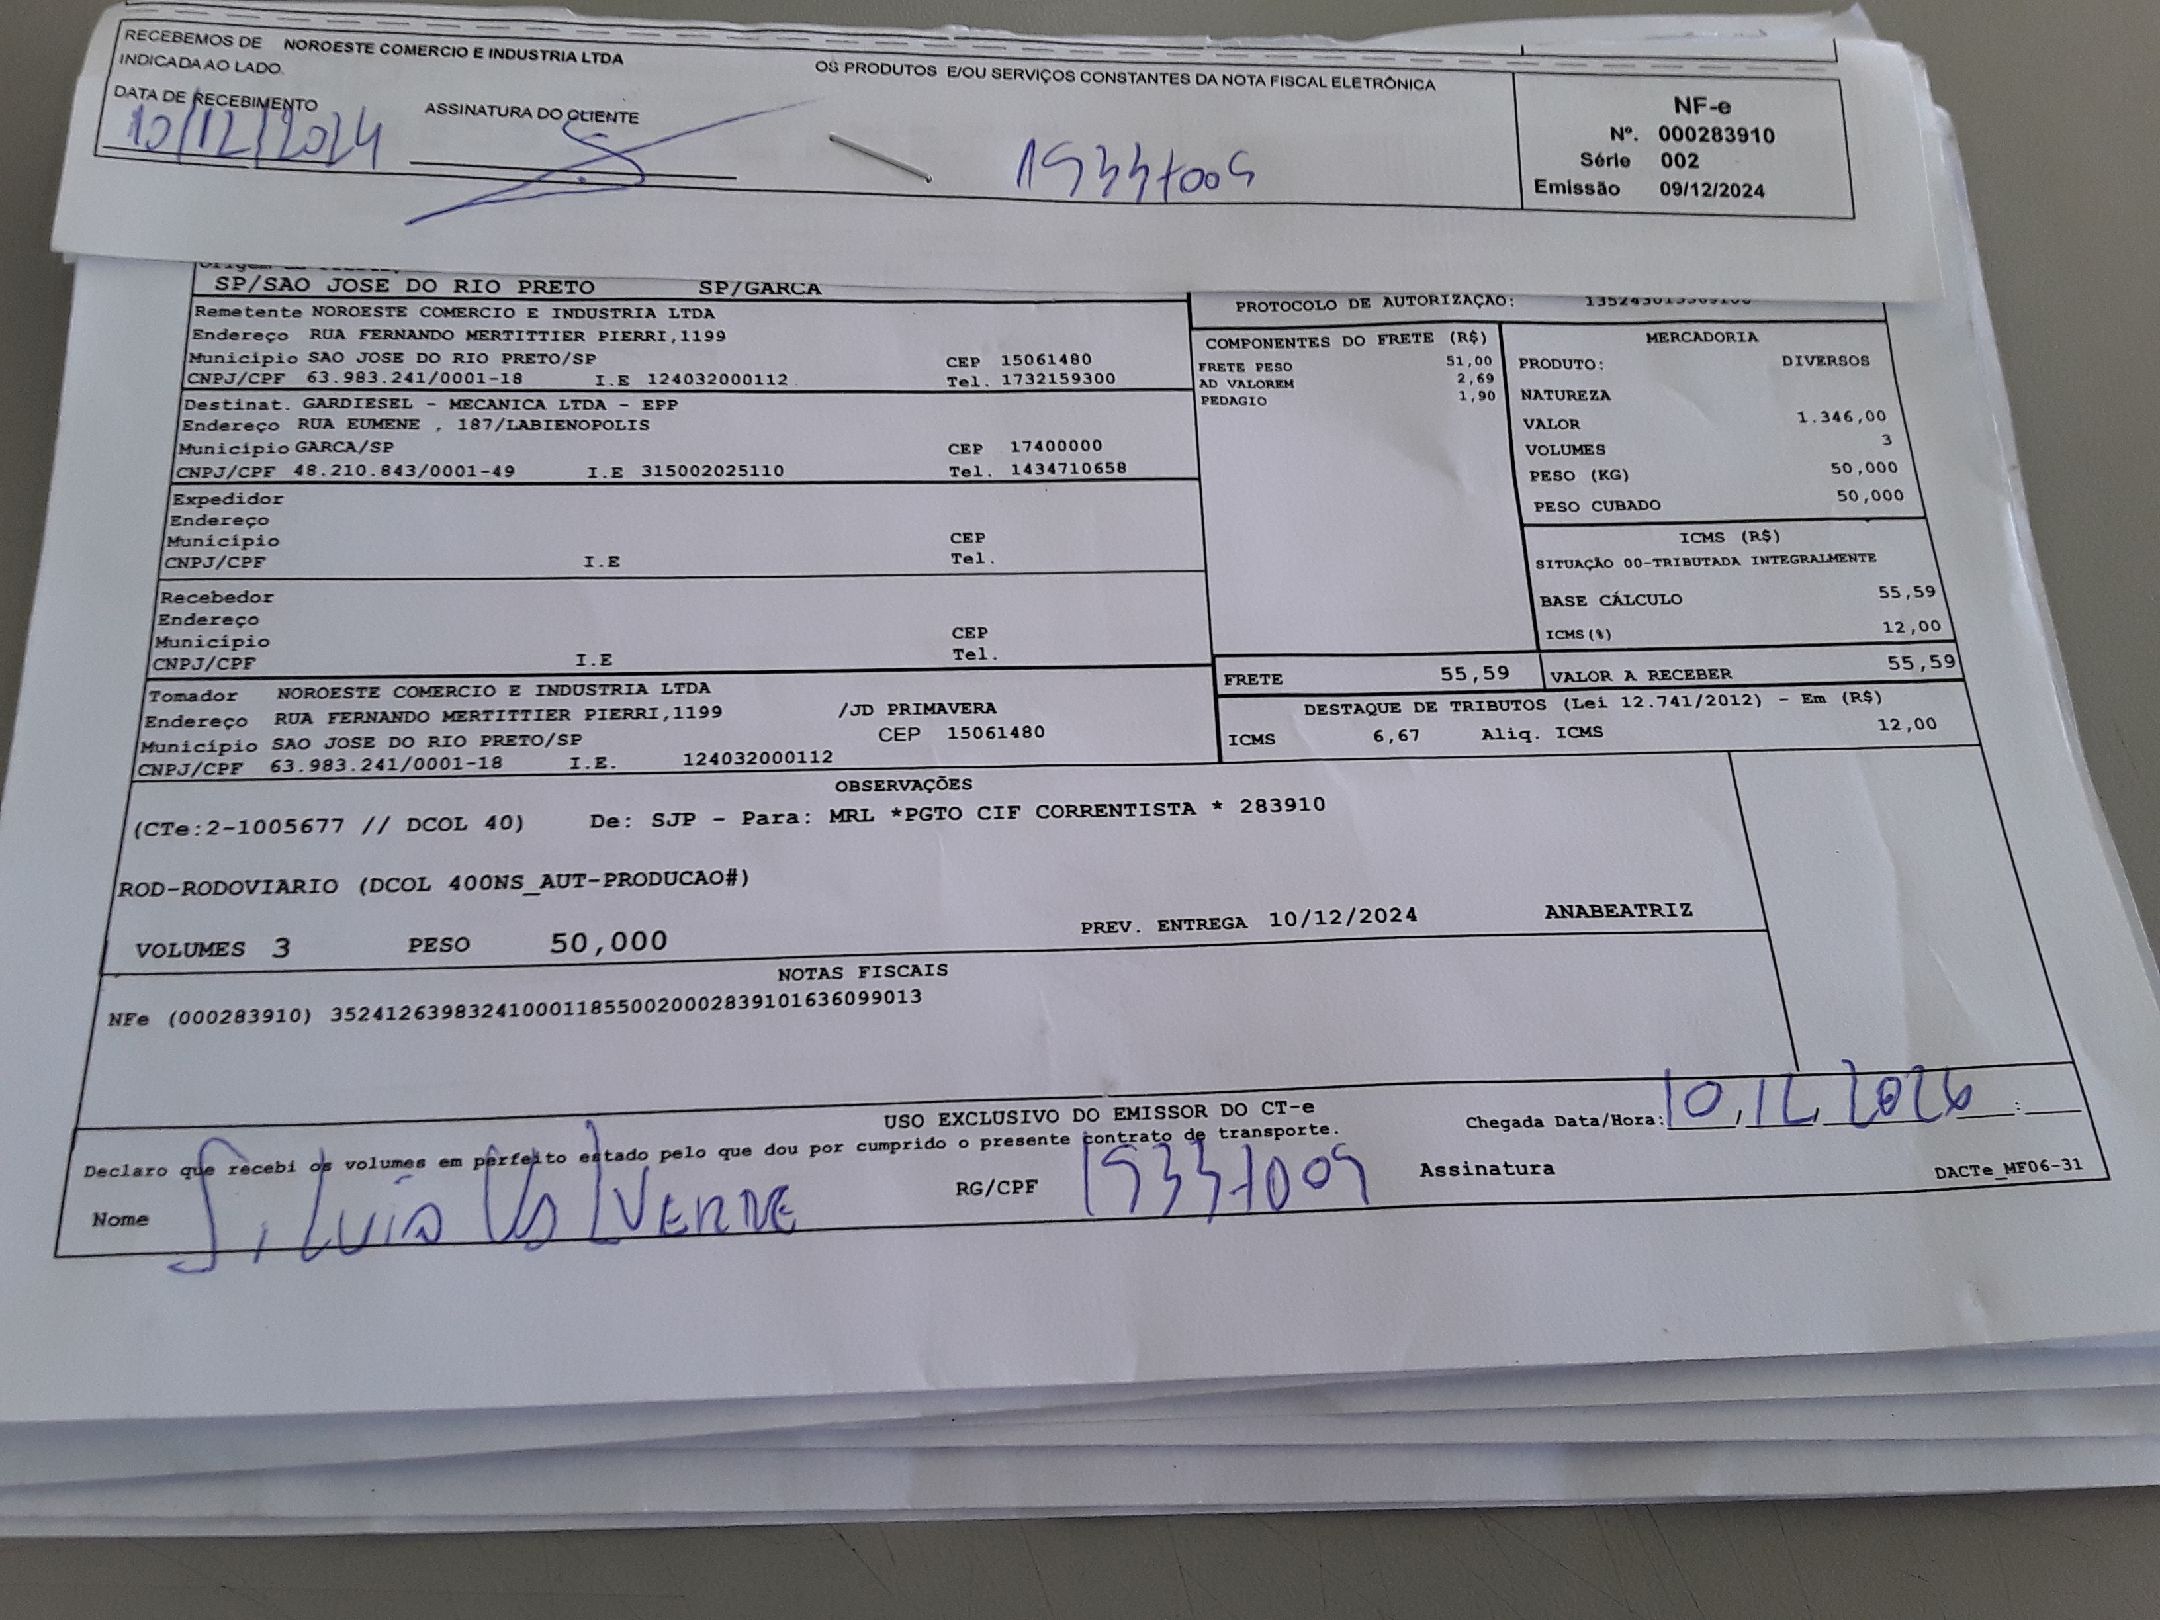 RECEBEMOS DE NOROESTE COMERCIO E INDUSTRIA LTDA OS PRODUTOS E/OU SERVIÇOS CONSTANTES DA NOTA FISCAL ELETRÔNICA
INDICADA AO LADO.
DATA DE RECEBIMENTO ASSINATURA DO CLIENTE
10/12/2024
NF-e
Nº. 000283910
Série 002
Emissão 09/12/2024
SP/SAO JOSE DO RIO PRETO SP/GARCA
Remetente NOROESTE COMERCIO E INDUSTRIA LTDA
Endereço RUA FERNANDO MERTITTIER PIERRI,1199
Município SAO JOSE DO RIO PRETO/SP CEP 15061480
CNPJ/CPF 63.983.241/0001-18 I.E 124032000112 Tel. 1732159300
Destinat. GARDIESEL - MECANICA LTDA - EPP
Endereço RUA EUMENE , 187/LABIENOPOLIS
Município GARCA/SP CEP 17400000
CNPJ/CPF 48.210.843/0001-49 I.E 315002025110 Tel. 1434710658
Expedidor
Endereço
Município CEP
CNPJ/CPF I.E Tel.
Recebedor
Endereço
Município CEP
CNPJ/CPF I.E Tel.
Tomador NOROESTE COMERCIO E INDUSTRIA LTDA
Endereço RUA FERNANDO MERTITTIER PIERRI,1199 /JD PRIMAVERA
Município SAO JOSE DO RIO PRETO/SP CEP 15061480
CNPJ/CPF 63.983.241/0001-18 I.E. 124032000112
PROTOCOLO DE AUTORIZAÇÃO:
COMPONENTES DO FRETE (R$)
FRETE PESO 51,00
AD VALOREM 2,69
PEDAGIO 1,90
MERCADORIA
PRODUTO: DIVERSOS
NATUREZA
VALOR 1.346,00
VOLUMES 3
PESO (KG) 50,000
PESO CUBADO 50,000
ICMS (R$)
SITUAÇÃO 00-TRIBUTADA INTEGRALMENTE
BASE CÁLCULO 55,59
ICMS(%) 12,00
FRETE 55,59 VALOR A RECEBER 55,59
DESTAQUE DE TRIBUTOS (Lei 12.741/2012) - Em (R$)
ICMS 6,67 Aliq. ICMS 12,00
OBSERVAÇÕES
(CTe:2-1005677 // DCOL 40) De: SJP - Para: MRL *PGTO CIF CORRENTISTA * 283910
ROD-RODOVIARIO (DCOL 400NS_AUT-PRODUCAO#)
VOLUMES 3 PESO 50,000 PREV. ENTREGA 10/12/2024 ANABEATRIZ
NOTAS FISCAIS
NFe (000283910) 35241263983241000118550020002839101636099013
USO EXCLUSIVO DO EMISSOR DO CT-e
Declaro que recebi os volumes em perfeito estado pelo que dou por cumprido o presente contrato de transporte.
Chegada Data/Hora: :
Nome RG/CPF Assinatura
DACTe_MF06-31